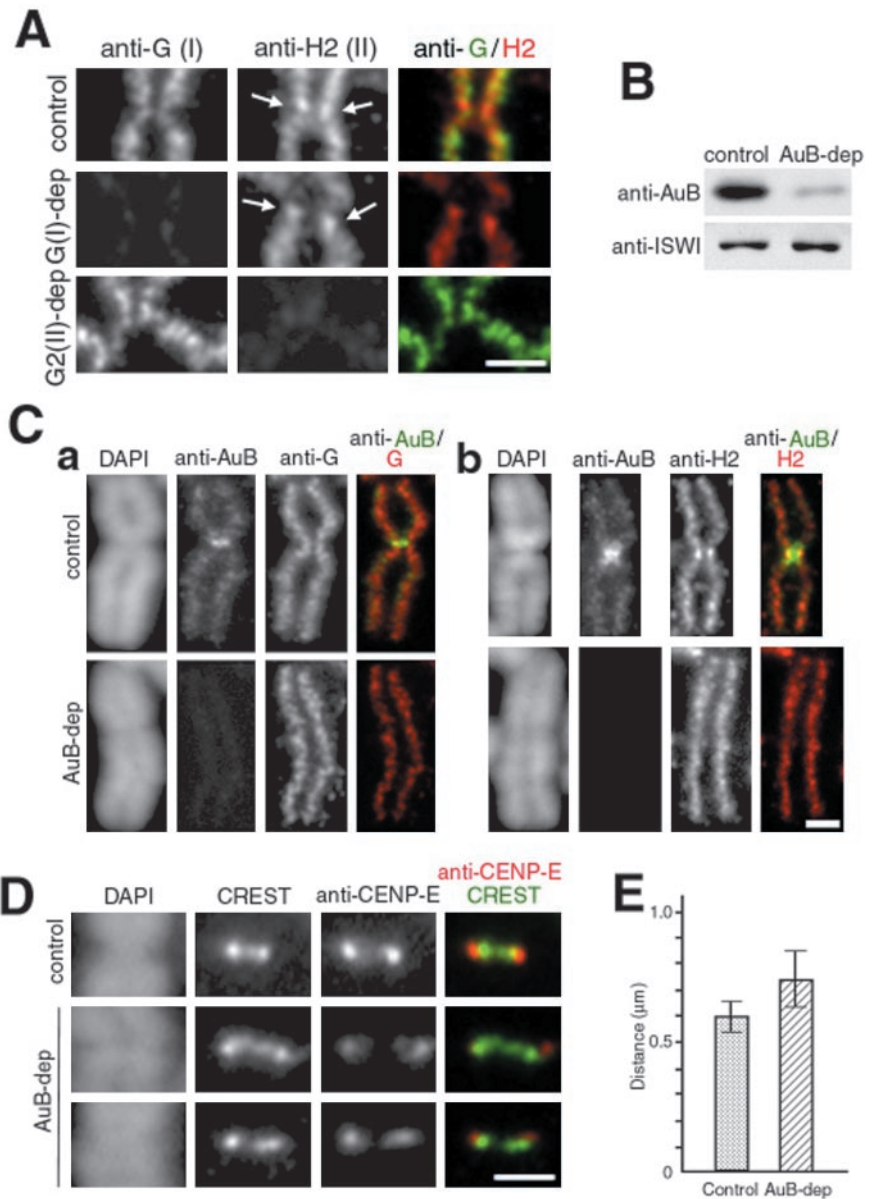 A
anti-G (I) anti-H2 (II) anti- G/H2
control
G(I)-dep
G2(II)-dep
B
control AuB-dep
anti-AuB
anti-ISWI
C
a
DAPI anti-AuB anti-G anti-AuB/
G
control
AuB-dep
b
DAPI anti-AuB anti-H2 anti-AuB/
H2
D
DAPI CREST anti-CENP-E anti-CENP-E
CREST
control
AuB-dep
E
1.0
0.5
0
Distance (µm)
Control AuB-dep